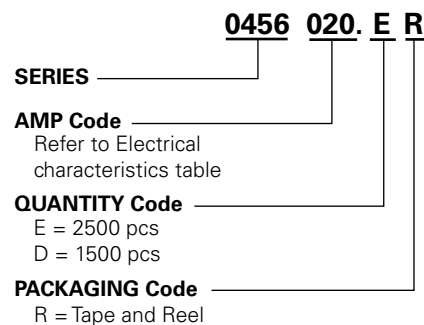 0456 020. E R
SERIES
AMP Code
Refer to Electrical
characteristics table
QUANTITY Code
E = 2500 pcs
D = 1500 pcs
PACKAGING Code
R = Tape and Reel